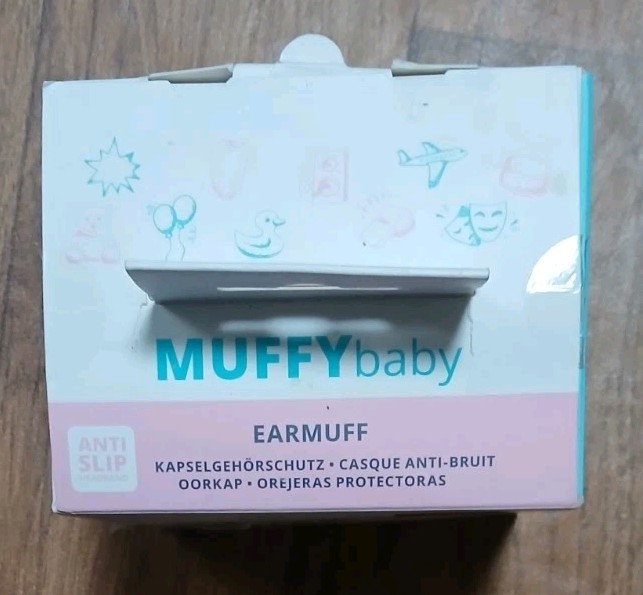 MUFFYbaby
EARMUFF
ANTI
SLIP
KAPSELGEHÖRSCHUTZ • CASQUE ANTI-BRUIT
OORKAP • OREJERAS PROTECTORAS